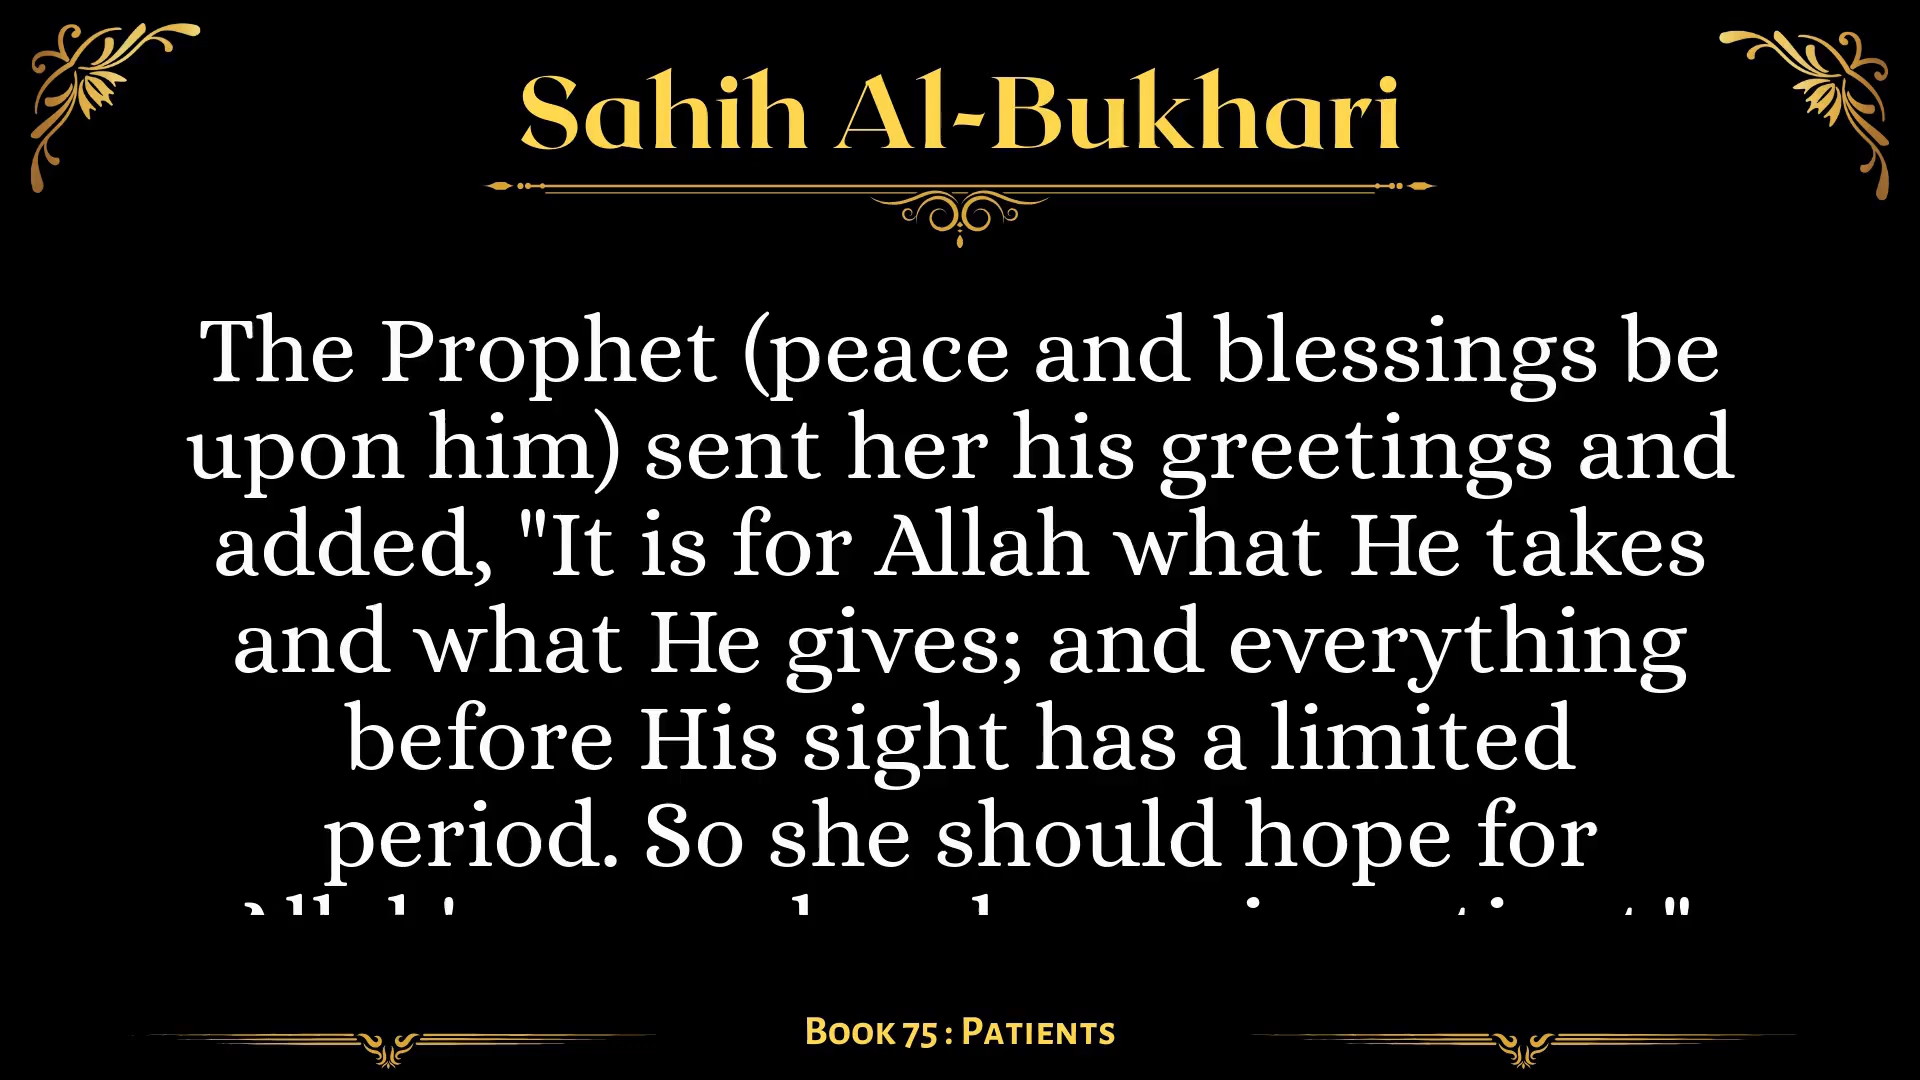 Sahih Al-Bukhari
The Prophet (peace and blessings be
upon him) sent her his greetings and
added, "It is for Allah what He takes
and what He gives; and everything
before His sight has a limited
period. So she should hope for
Book 75 : Patients